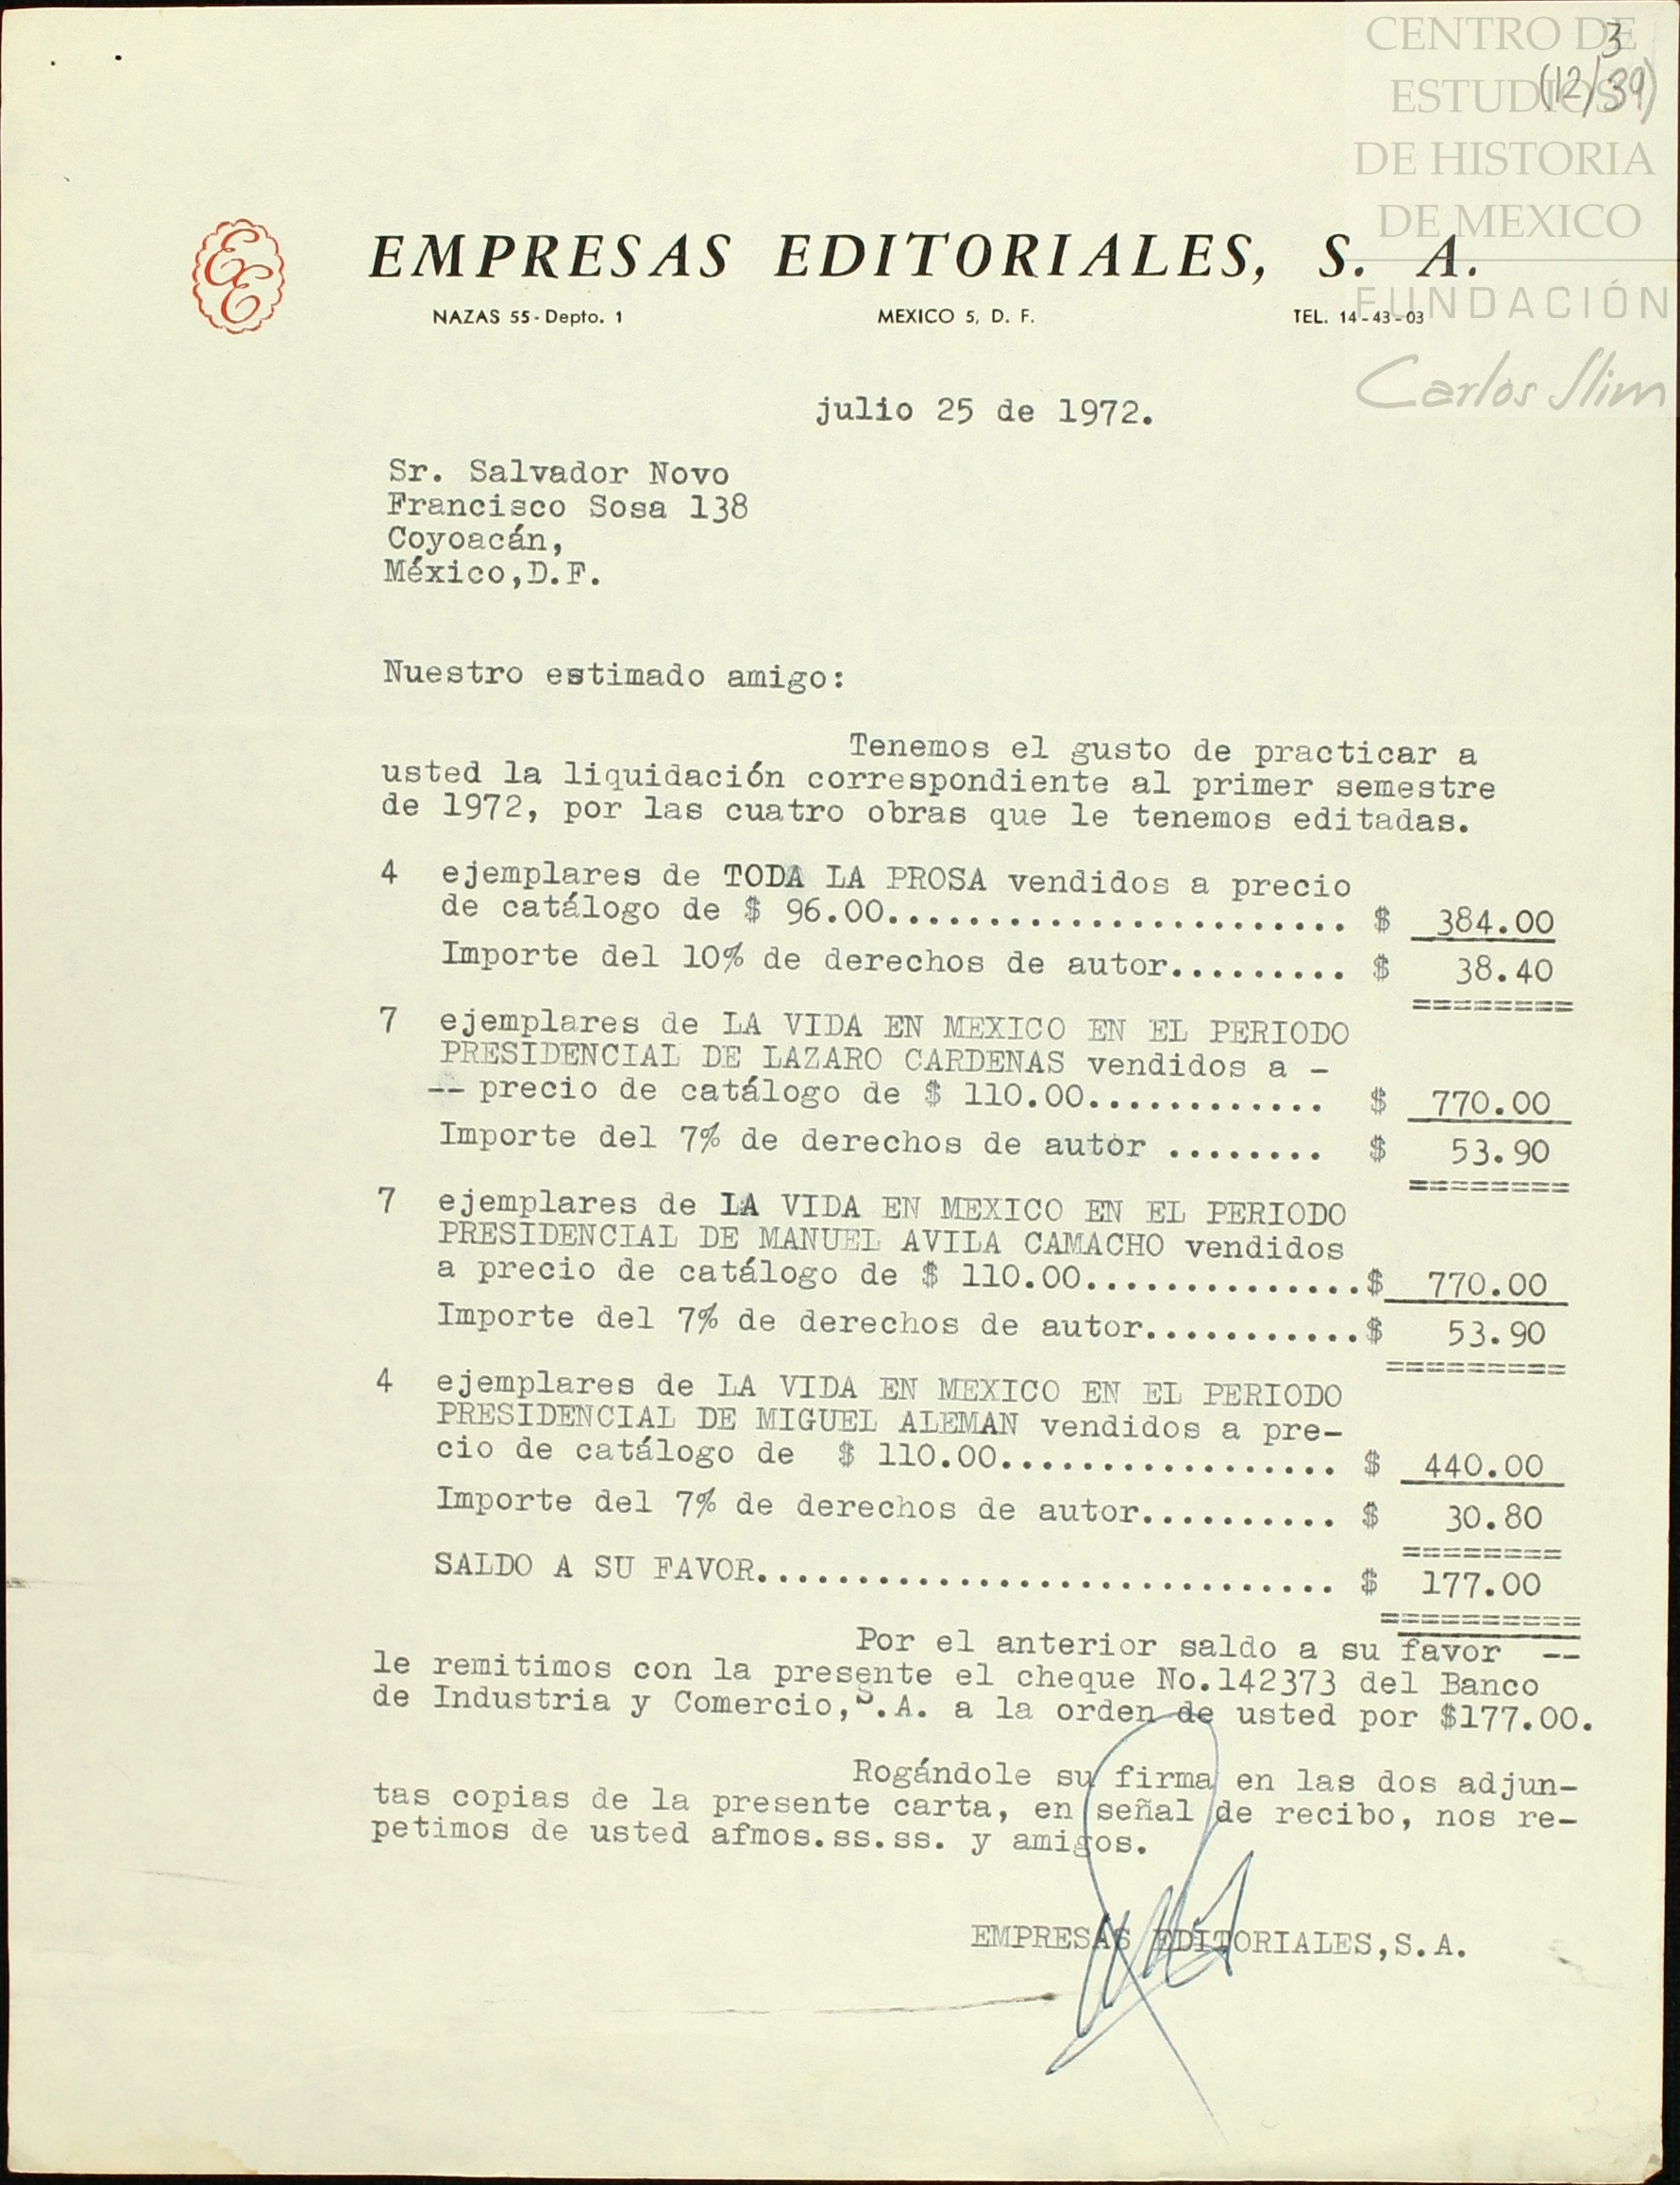 CENTRO DE
ESTUDIOS
DE HISTORIA
DE MEXICO
FUNDACIÓN
Carlos Slim
3
(12/39)
EE
EMPRESAS EDITORIALES, S. A.
NAZAS 55 - Depto. 1 MEXICO 5, D. F. TEL. 14-43-03
julio 25 de 1972.
Sr. Salvador Novo
Francisco Sosa 138
Coyoacán,
México,D.F.
Nuestro estimado amigo:
Tenemos el gusto de practicar a
usted la liquidación correspondiente al primer semestre
de 1972, por las cuatro obras que le tenemos editadas.
4 ejemplares de TODA LA PROSA vendidos a precio
de catálogo de $ 96.00....................... $ 384.00
Importe del 10% de derechos de autor......... $ 38.40
========
7 ejemplares de LA VIDA EN MEXICO EN EL PERIODO
PRESIDENCIAL DE LAZARO CARDENAS vendidos a -
-- precio de catálogo de $ 110.00............ $ 770.00
Importe del 7% de derechos de autor ........ $ 53.90
========
7 ejemplares de LA VIDA EN MEXICO EN EL PERIODO
PRESIDENCIAL DE MANUEL AVILA CAMACHO vendidos
a precio de catálogo de $ 110.00..............$ 770.00
Importe del 7% de derechos de autor...........$ 53.90
=========
4 ejemplares de LA VIDA EN MEXICO EN EL PERIODO
PRESIDENCIAL DE MIGUEL ALEMAN vendidos a pre-
cio de catálogo de $ 110.00................. $ 440.00
Importe del 7% de derechos de autor.......... $ 30.80
========
SALDO A SU FAVOR............................. $ 177.00
==========
Por el anterior saldo a su favor --
le remitimos con la presente el cheque No.142373 del Banco
de Industria y Comercio,S.A. a la orden de usted por $177.00.
Rogándole su firma en las dos adjun-
tas copias de la presente carta, en señal de recibo, nos re-
petimos de usted afmos.ss.ss. y amigos.
EMPRESAS EDITORIALES,S.A.